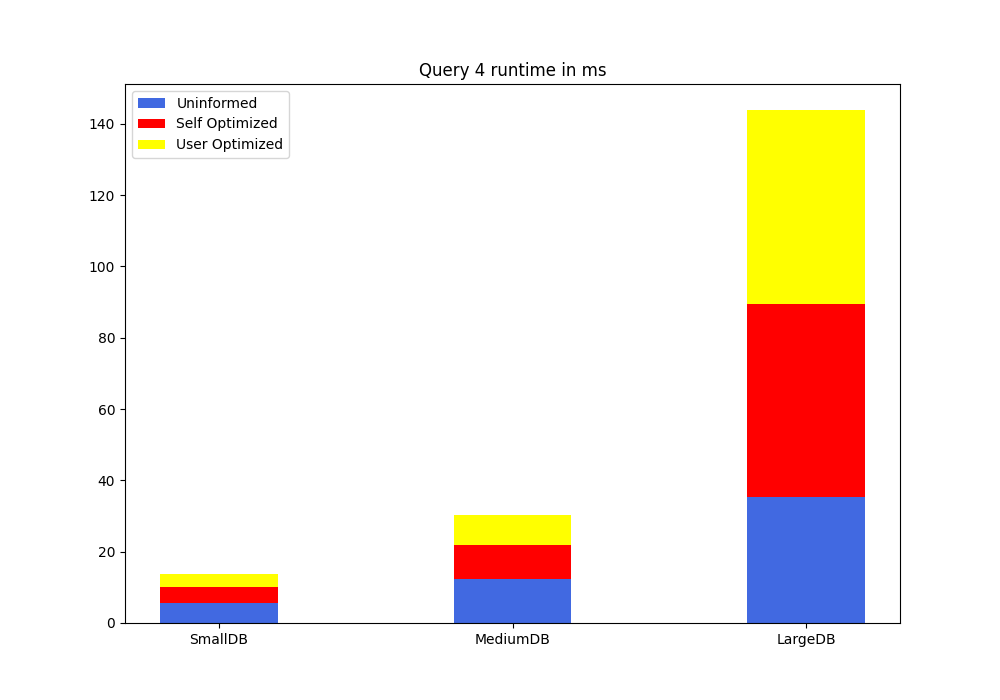 Query 4 runtime in ms
Uninformed
Self Optimized
User Optimized
140
120
100
80
60
40
20
0
SmallDB MediumDB LargeDB